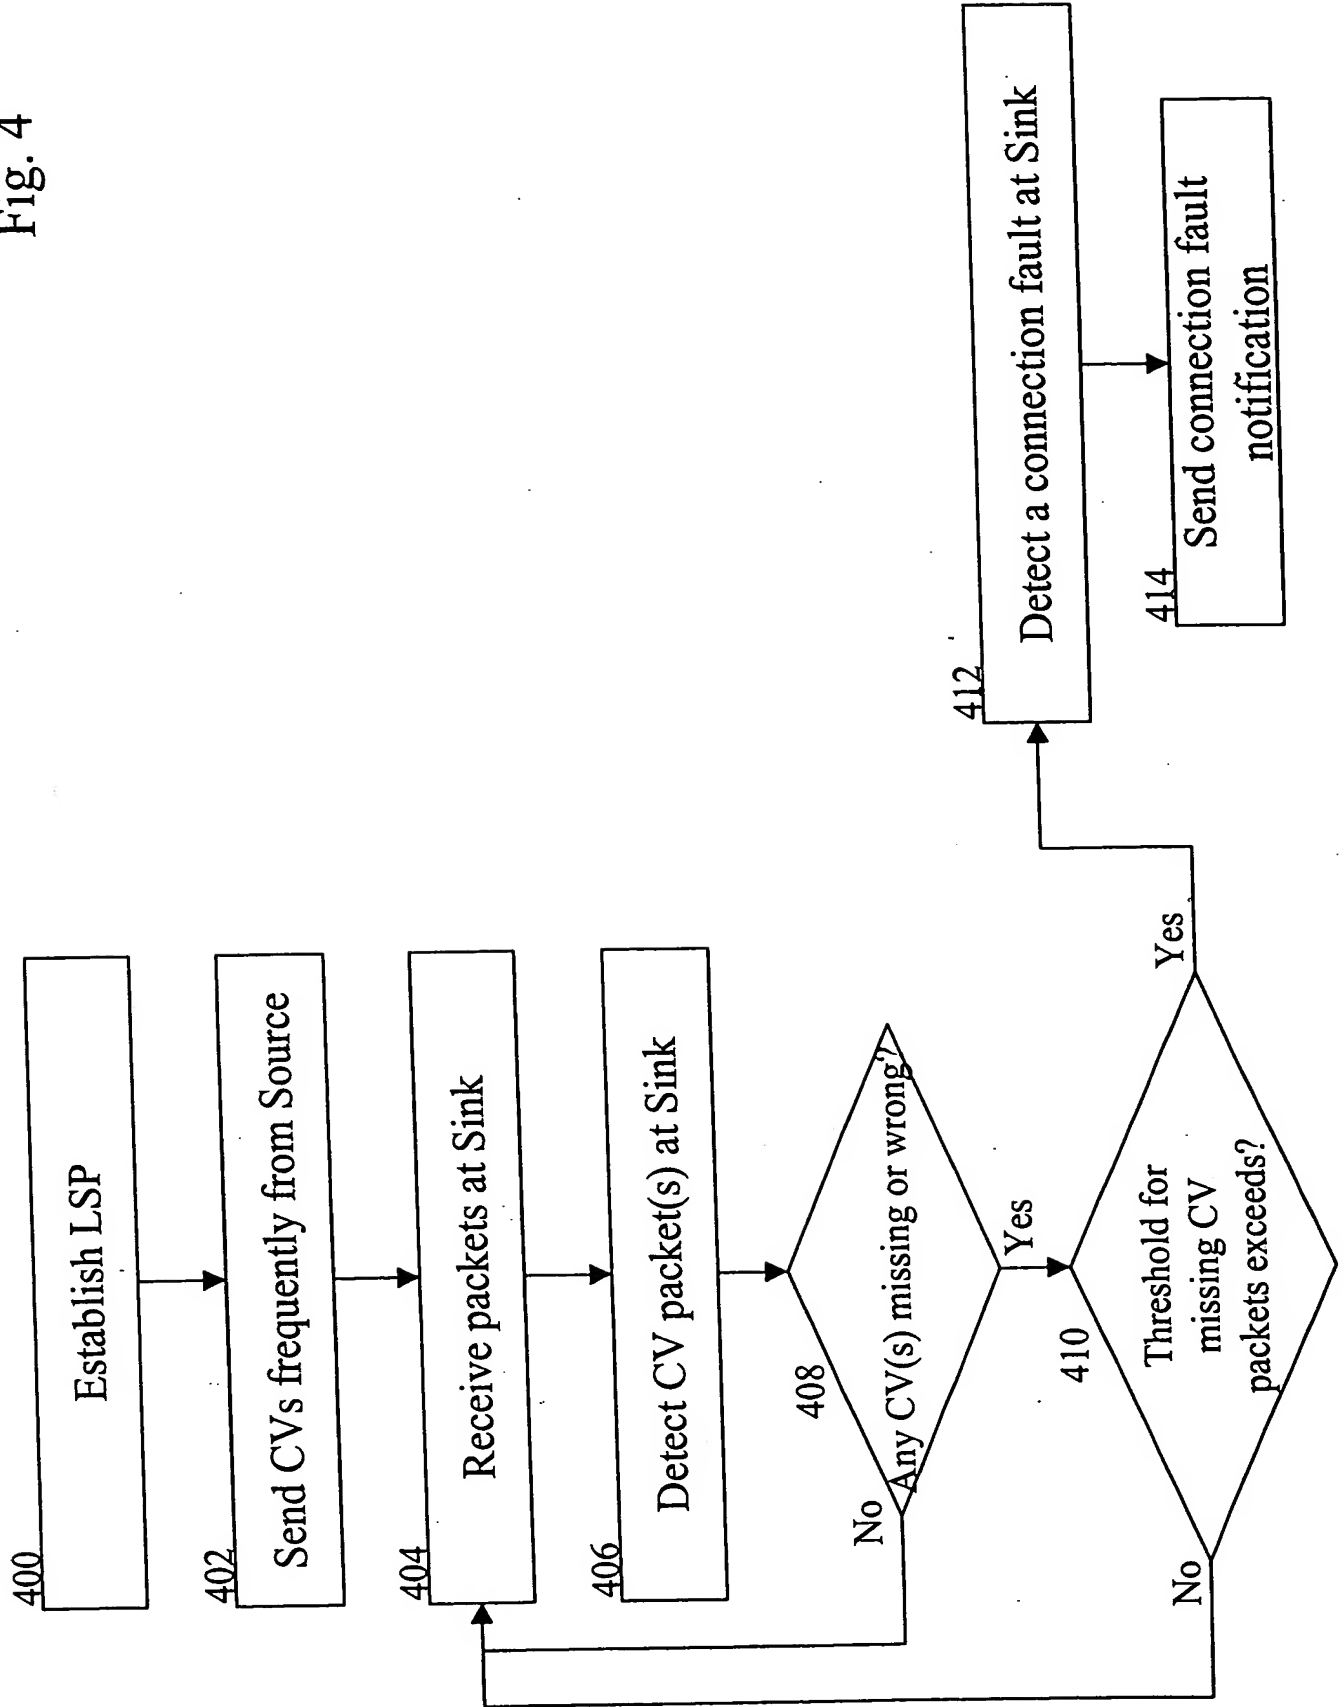 Fig. 4
400
Establish LSP
402
Send CVs frequently from Source
404
Receive packets at Sink
406
Detect CV packet(s) at Sink
408
Any CV(s) missing or wrong?
No
Yes
410
Threshold for
missing CV
packets exceeds?
No
Yes
412
Detect a connection fault at Sink
414
Send connection fault
notification